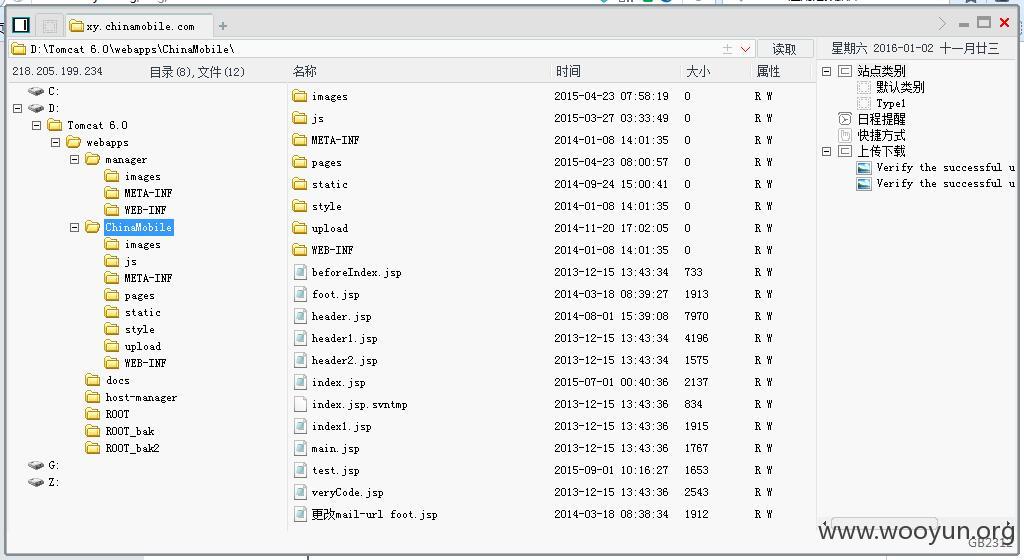 xy.chinamobile.com
D:\Tomcat 6.0\webapps\ChinaMobile\
读取
星期六 2016-01-02 十一月廿三
218.205.199.234
目录(8),文件(12)
名称 时间 大小 属性
C:
D:
Tomcat 6.0
webapps
manager
images
META-INF
WEB-INF
ChinaMobile
images
js
META-INF
pages
static
style
upload
WEB-INF
docs
host-manager
ROOT
ROOT_bak
ROOT_bak2
G:
Z:
images 2015-04-23 07:58:19 0 R W
js 2015-03-27 03:33:49 0 R W
META-INF 2014-01-08 14:01:35 0 R W
pages 2015-04-23 08:00:57 0 R W
static 2014-09-24 15:00:41 0 R W
style 2014-01-08 14:01:35 0 R W
upload 2014-11-20 17:02:05 0 R W
WEB-INF 2014-01-08 14:01:35 0 R W
beforeIndex.jsp 2013-12-15 13:43:34 733 R W
foot.jsp 2014-03-18 08:39:27 1913 R W
header.jsp 2014-08-01 15:39:08 7970 R W
header1.jsp 2013-12-15 13:43:34 4196 R W
header2.jsp 2013-12-15 13:43:34 1575 R W
index.jsp 2015-07-01 00:40:36 2137 R W
index.jsp.svntmp 2013-12-15 13:43:36 834 R W
index1.jsp 2013-12-15 13:43:36 1915 R W
main.jsp 2013-12-15 13:43:36 1767 R W
test.jsp 2015-09-01 10:16:27 1653 R W
veryCode.jsp 2013-12-15 13:43:36 2543 R W
更改mail-url foot.jsp 2014-03-18 08:38:34 1912 R W
站点类别
默认类别
Type1
日程提醒
快捷方式
上传下载
Verify the successful u
Verify the successful u
www.wooyun.org
GB2312